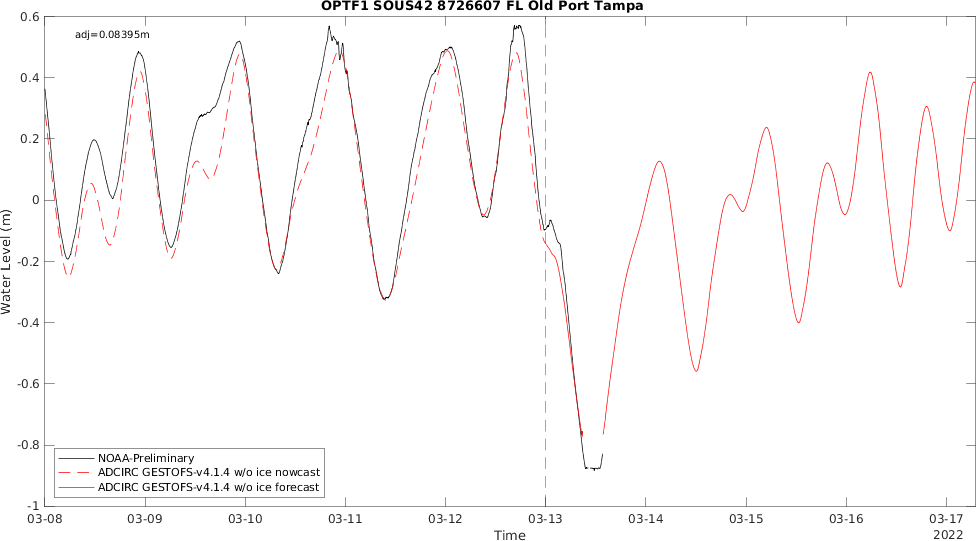 OPTF1 SOUS42 8726607 FL Old Port Tampa
adj=0.08395m
Water Level (m)
0.6
0.4
0.2
0
-0.2
-0.4
-0.6
-0.8
-1
NOAA-Preliminary
ADCIRC GESTOFS-v4.1.4 w/o ice nowcast
ADCIRC GESTOFS-v4.1.4 w/o ice forecast
03-08 03-09 03-10 03-11 03-12 03-13 03-14 03-15 03-16 03-17
Time
2022